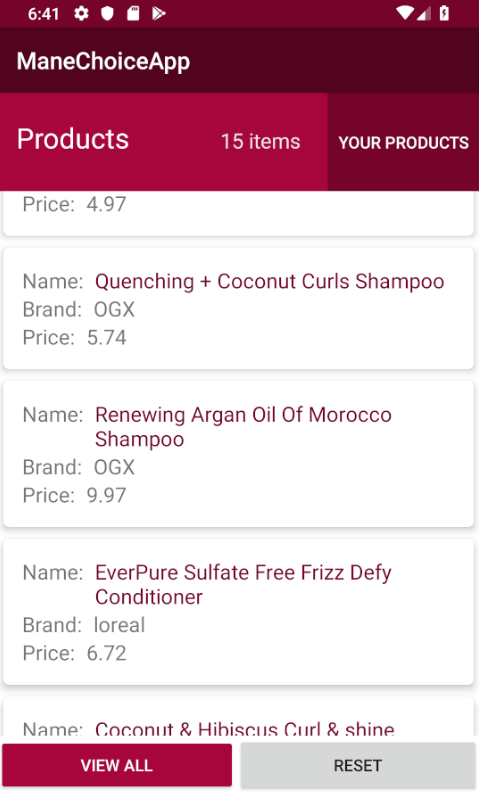 6:41
ManeChoiceApp
Products 15 items YOUR PRODUCTS
Price: 4.97
Name: Quenching + Coconut Curls Shampoo
Brand: OGX
Price: 5.74
Name: Renewing Argan Oil Of Morocco
Shampoo
Brand: OGX
Price: 9.97
Name: EverPure Sulfate Free Frizz Defy
Conditioner
Brand: loreal
Price: 6.72
Name: Coconut & Hibiscus Curl & shine
VIEW ALL RESET